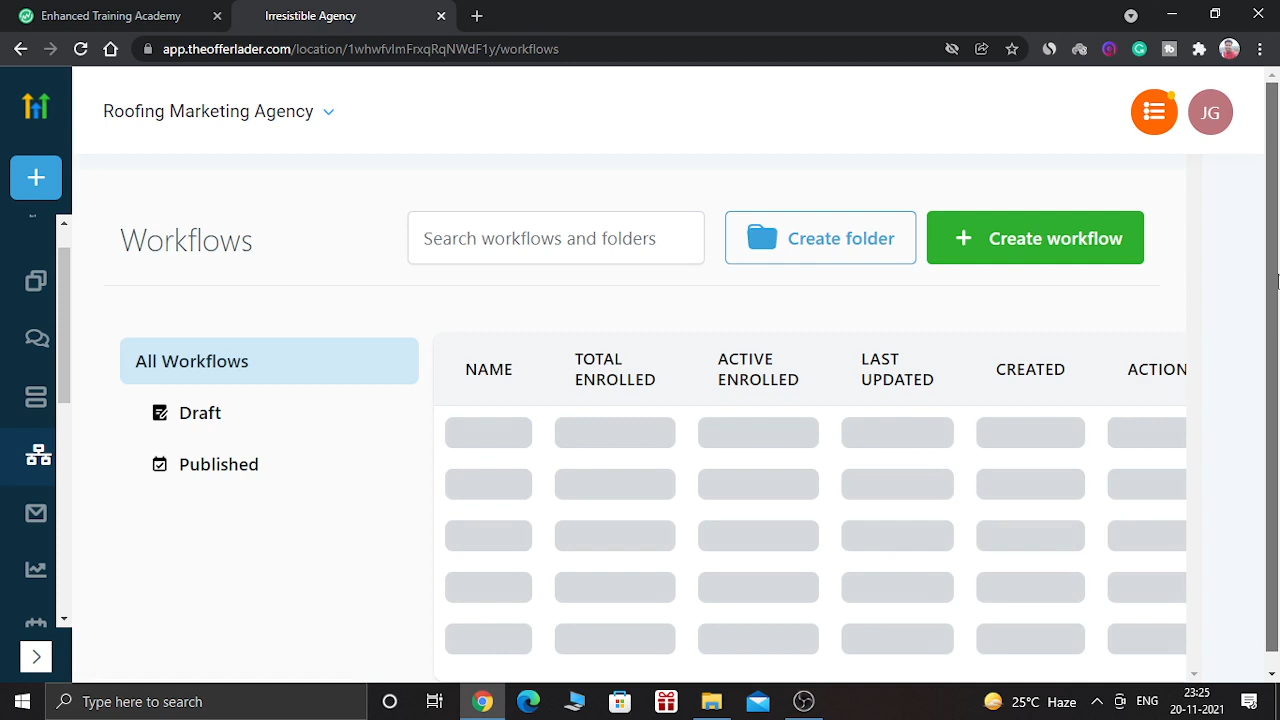 Enhanced Training Academy
Irresistible Agency
app.theofferlader.com/location/1whwfvImFrxqRqNWdF1y/workflows
Roofing Marketing Agency
JG
Workflows
Search workflows and folders
Create folder
+ Create workflow
All Workflows
Draft
Published
NAME
TOTAL
ENROLLED
ACTIVE
ENROLLED
LAST
UPDATED
CREATED
ACTION
Type here to search
25°C Haze
ENG
23:25
20-11-2021